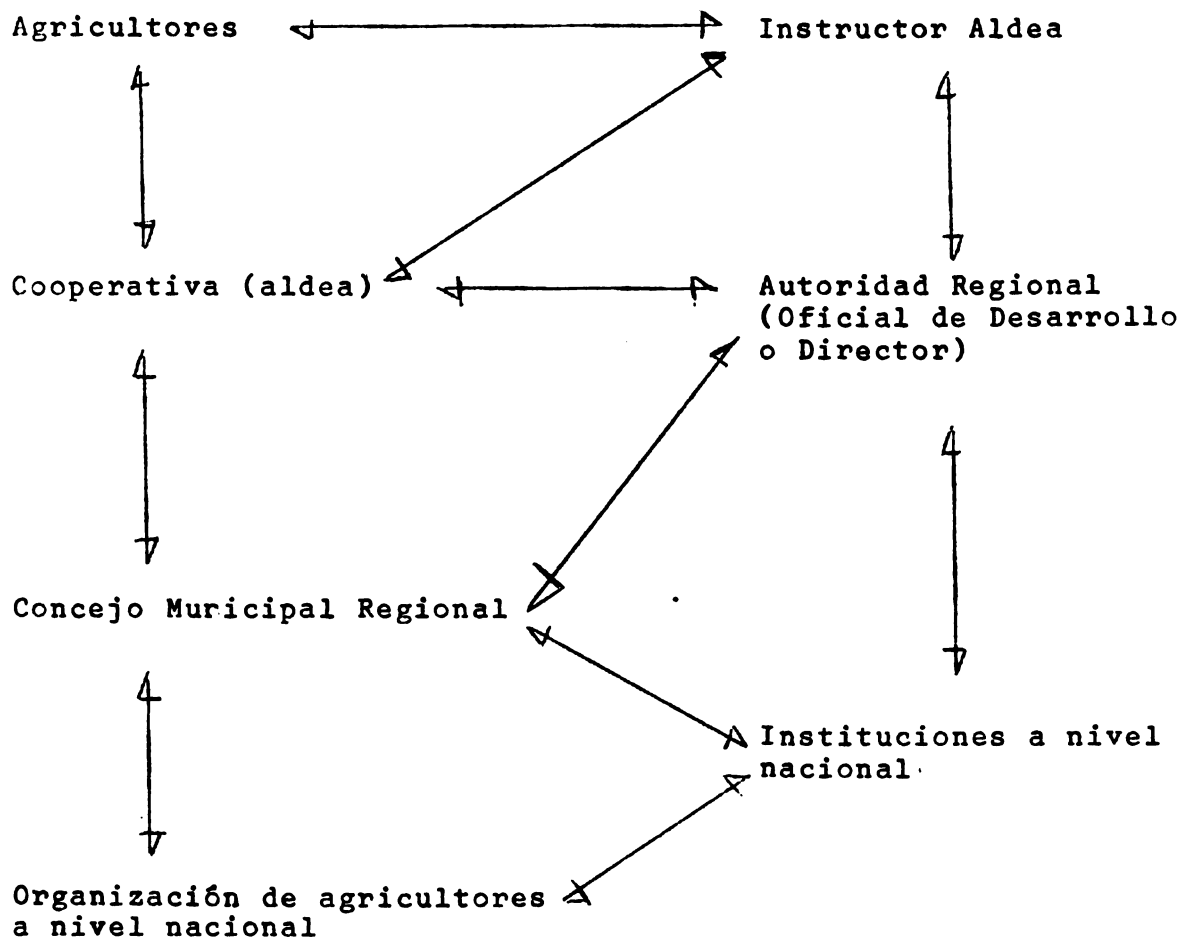 Agricultores
Instructor Aldea
Cooperativa (aldea)
Autoridad Regional
(Oficial de Desarrollo
o Director)
Concejo Municipal Regional
Instituciones a nivel
nacional
Organización de agricultores
a nivel nacional